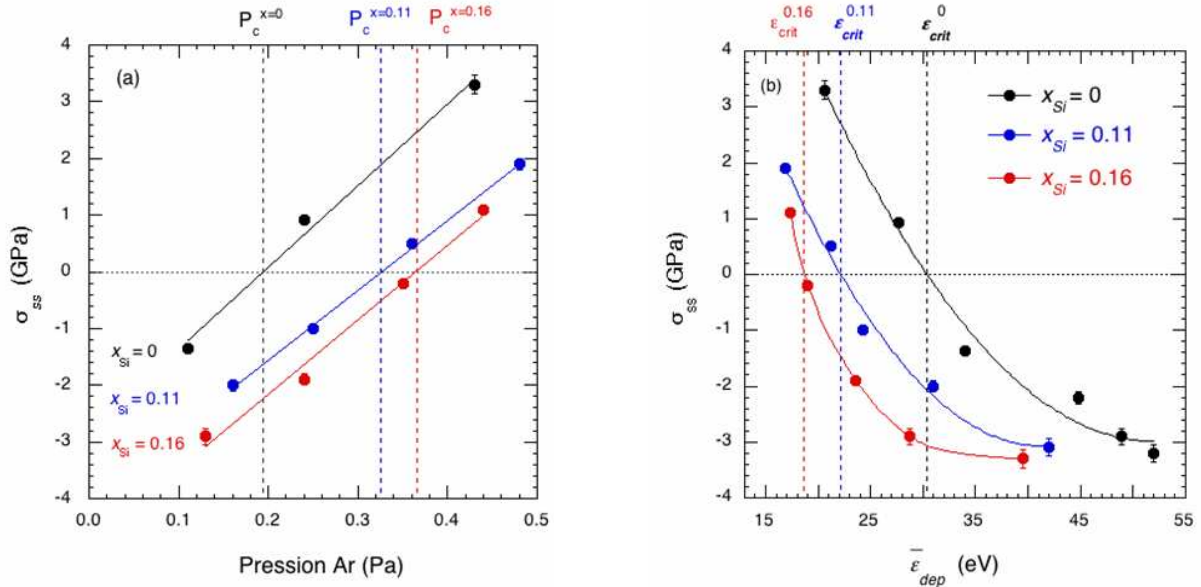 P_c^{x=0} P_c^{x=0.11} P_c^{x=0.16}
(a)
4
3
2
1
0
-1
-2
-3
-4
σ_ss (GPa)
x_Si = 0
x_Si = 0.11
x_Si = 0.16
0.0 0.1 0.2 0.3 0.4 0.5
Pression Ar (Pa)
ε_crit^{0.16} ε_crit^{0.11} ε_crit^{0}
(b)
x_Si = 0
x_Si = 0.11
x_Si = 0.16
4
3
2
1
0
-1
-2
-3
-4
σ_ss (GPa)
15 25 35 45 55
ε̅_dep (eV)